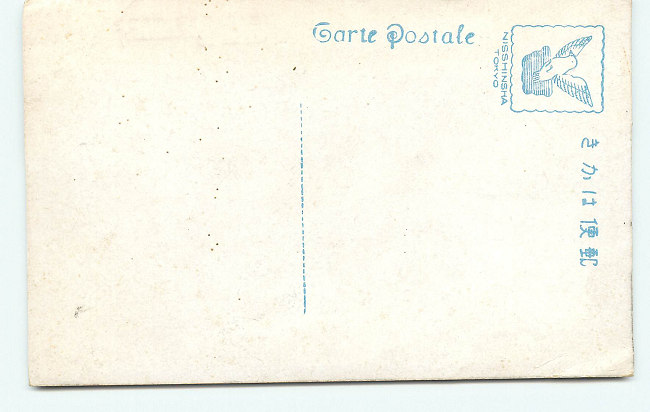 Carte Postale
NISSHINSHA
TOKYO
郵便はかき